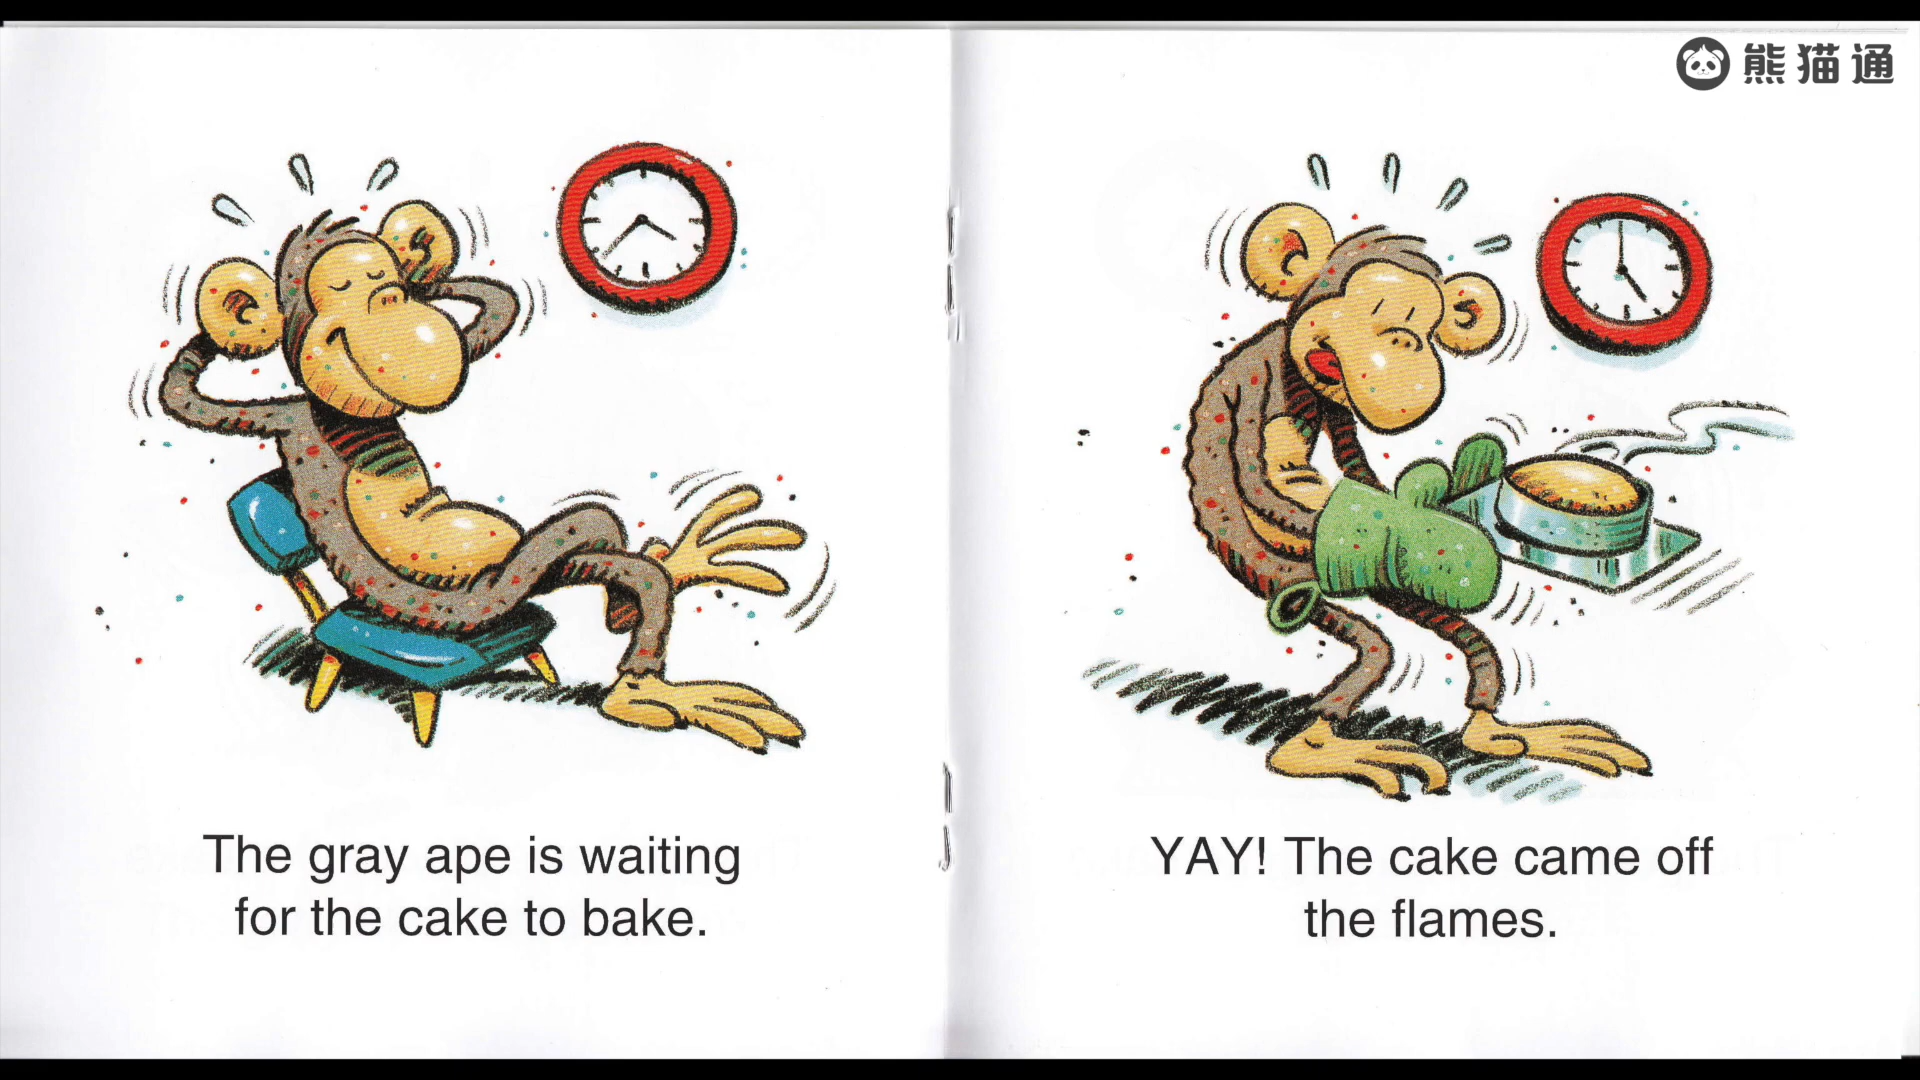 熊猫通
The gray ape is waiting
for the cake to bake.
YAY! The cake came off
the flames.